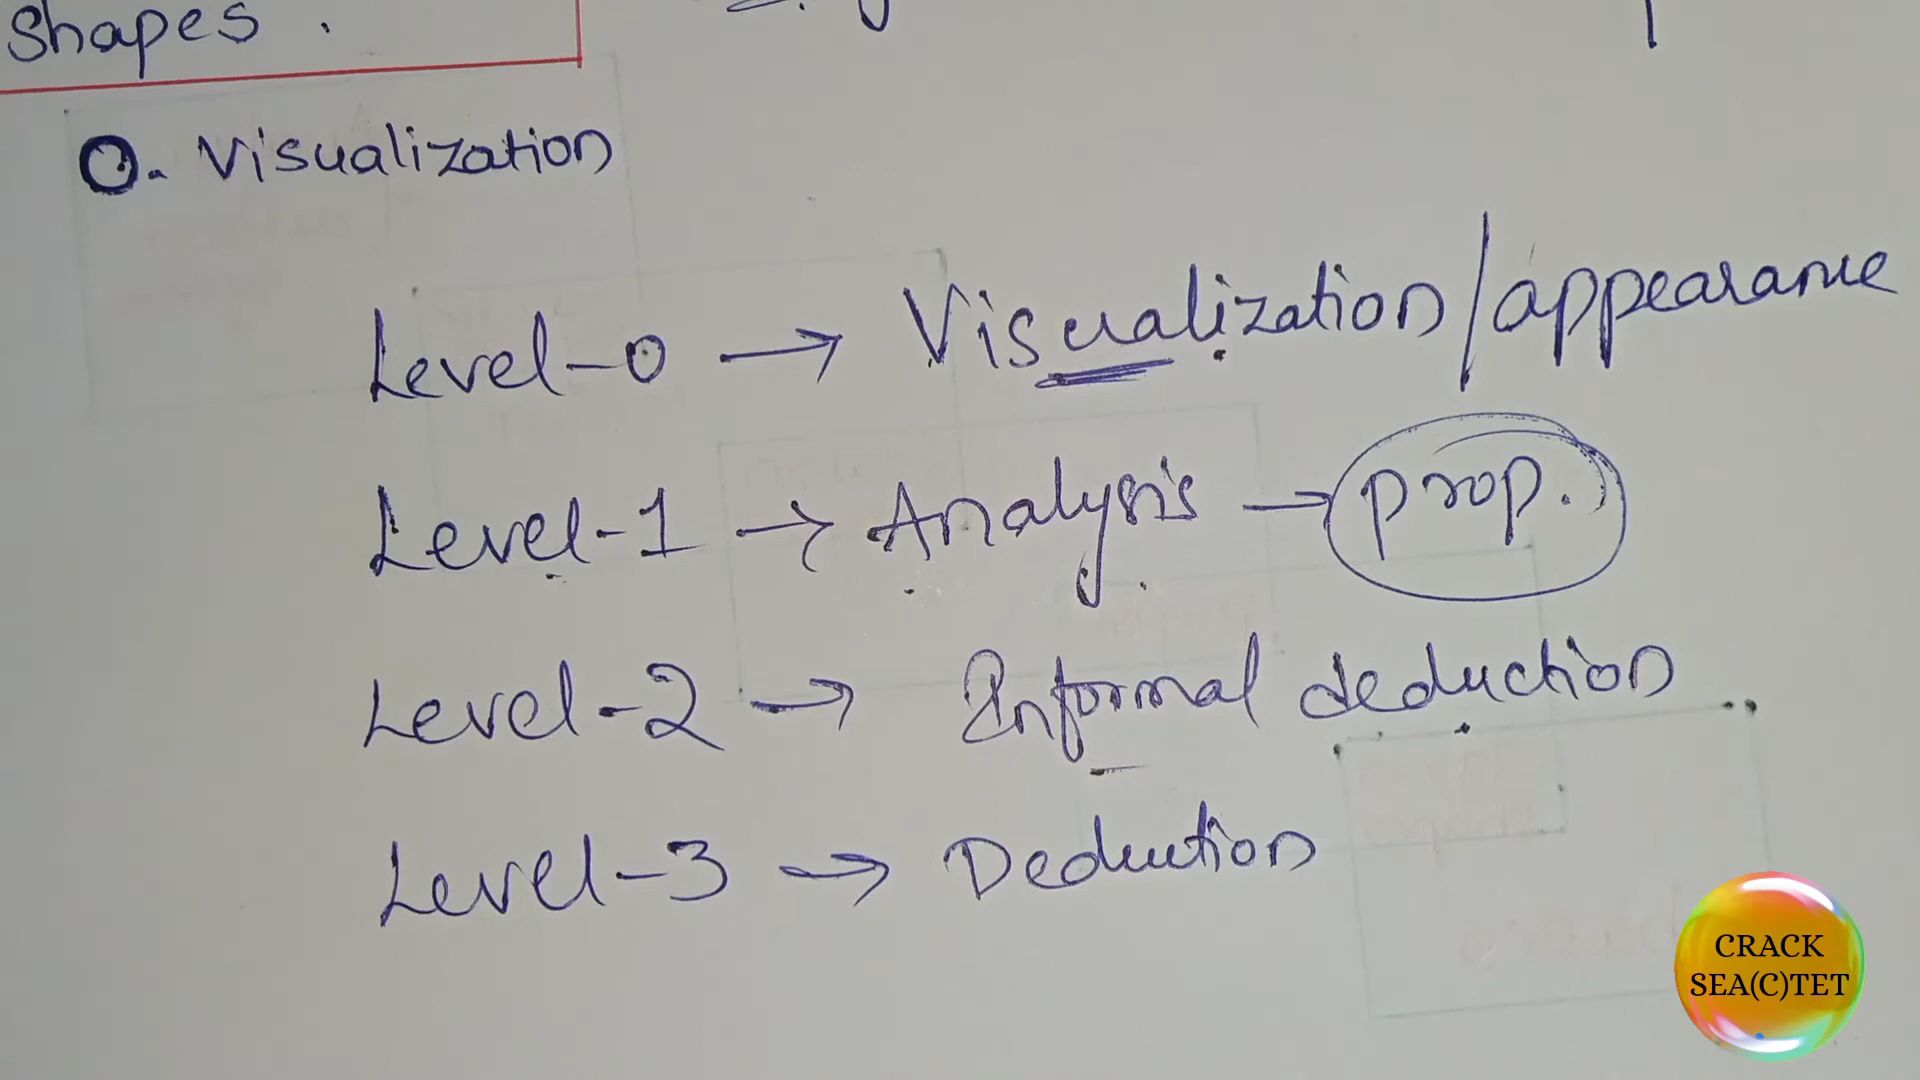 Shapes.
0. Visualization
Level-0 → Visualization/appearance
Level-1 → Analysis → prop.
Level-2 → Informal deduction
Level-3 → Deduction
CRACK
SEA(C)TET